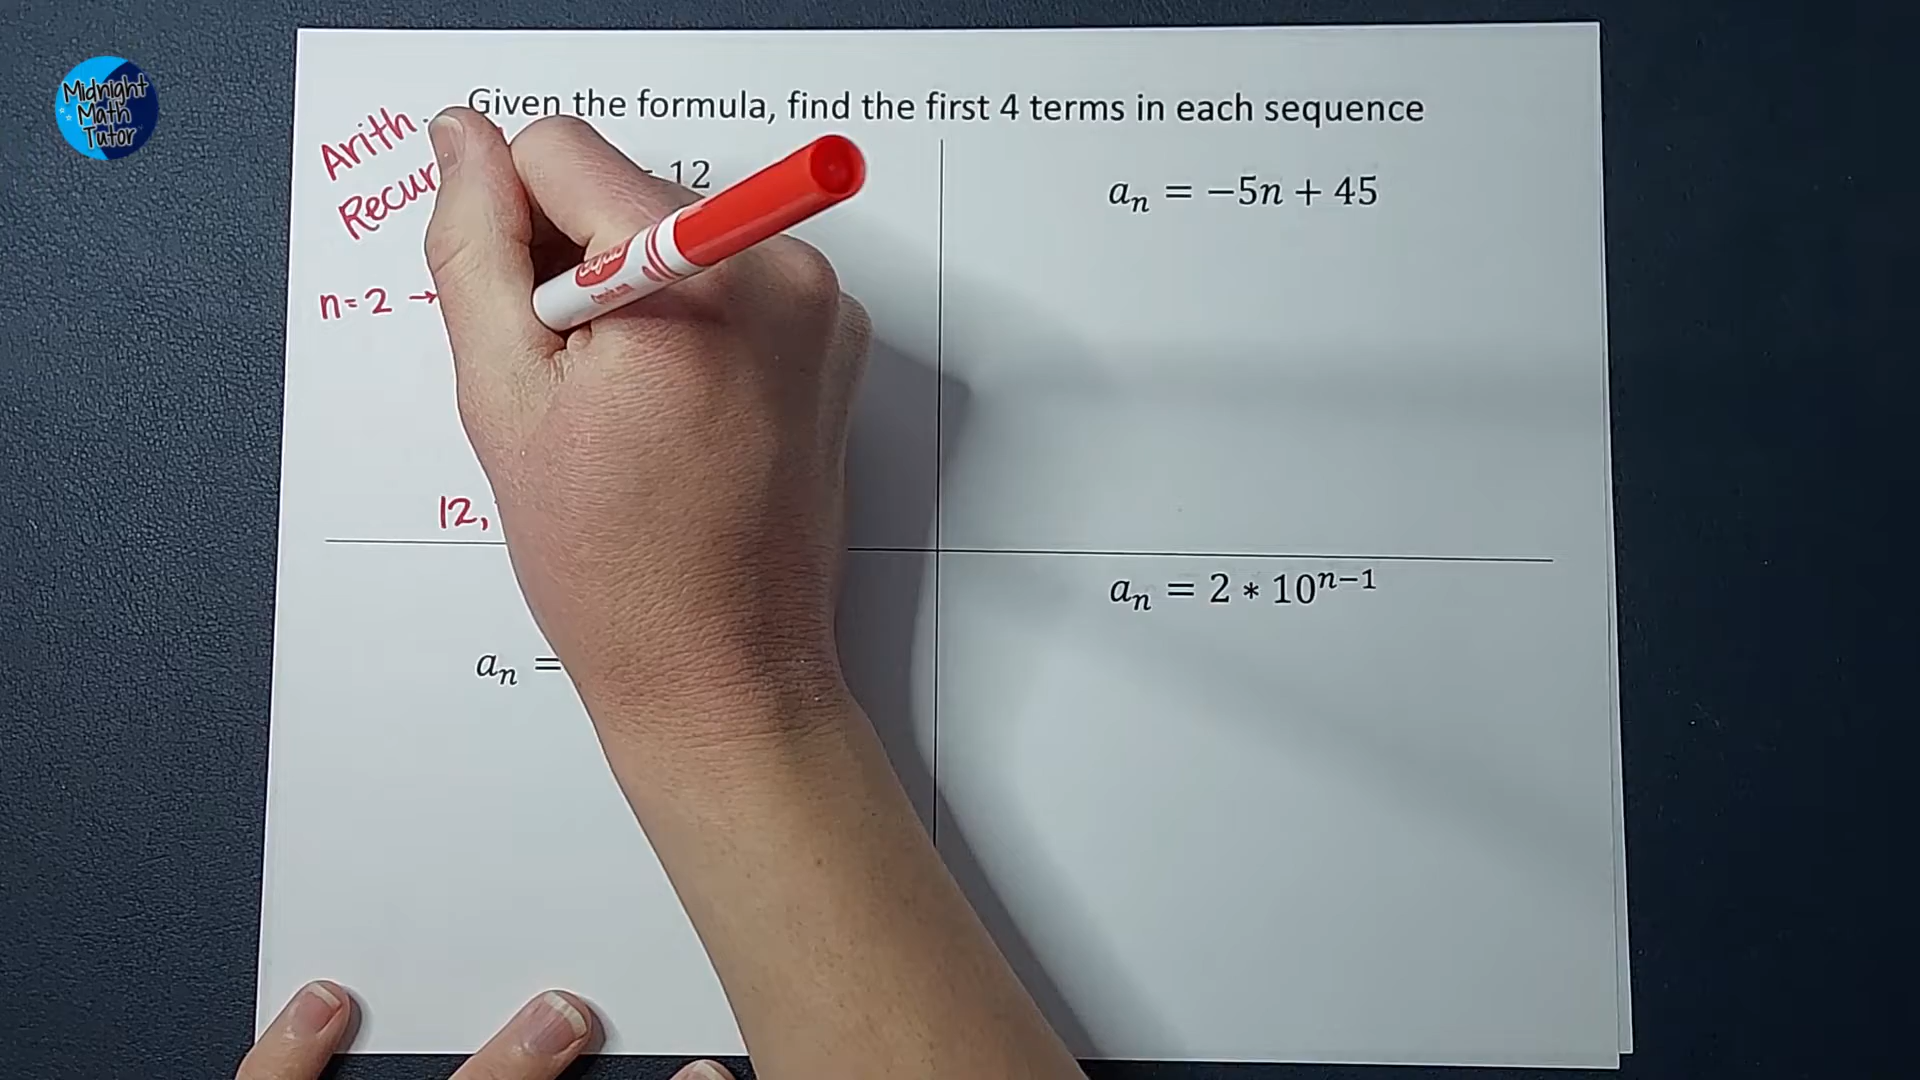 Midnight
Math
Tutor
Given the formula, find the first 4 terms in each sequence
Arith.
12
aₙ = −5n + 45
n=2 →
12,
aₙ = 2 * 10ⁿ⁻¹
aₙ =